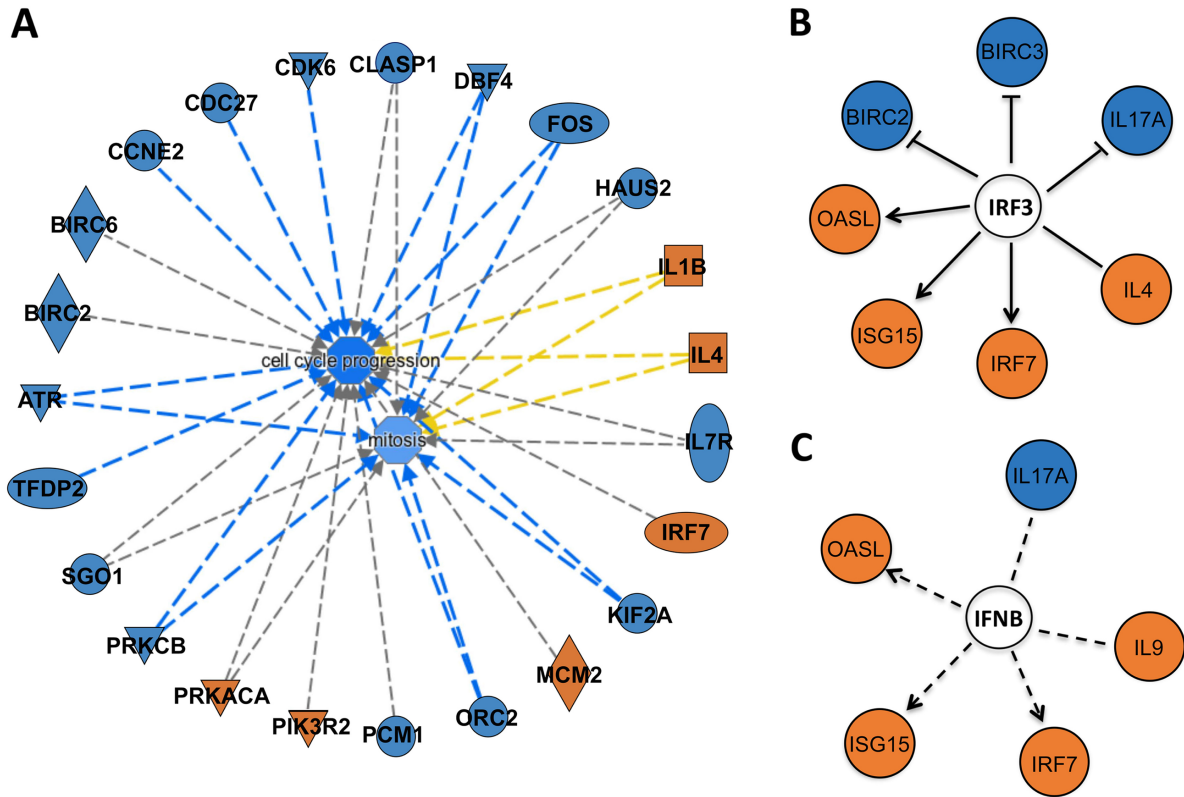 A
CDK6
CLASP1
DBF4
CDC27
FOS
CCNE2
HAUS2
BIRC6
IL1B
BIRC2
cell cycle progression
IL4
ATR
mitosis
IL7R
TFDP2
IRF7
SGO1
KIF2A
PRKCB
MCM2
PRKACA
ORC2
PIK3R2
PCM1
B
BIRC3
BIRC2
IL17A
OASL
IRF3
IL4
ISG15
IRF7
C
IL17A
OASL
IFNB
IL9
ISG15
IRF7